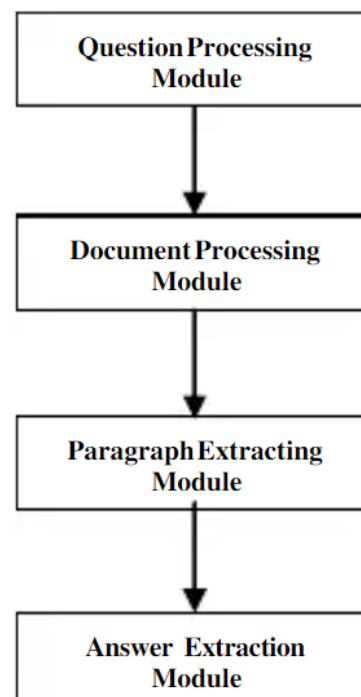 Question Processing
Module
Document Processing
Module
Paragraph Extracting
Module
Answer Extraction
Module